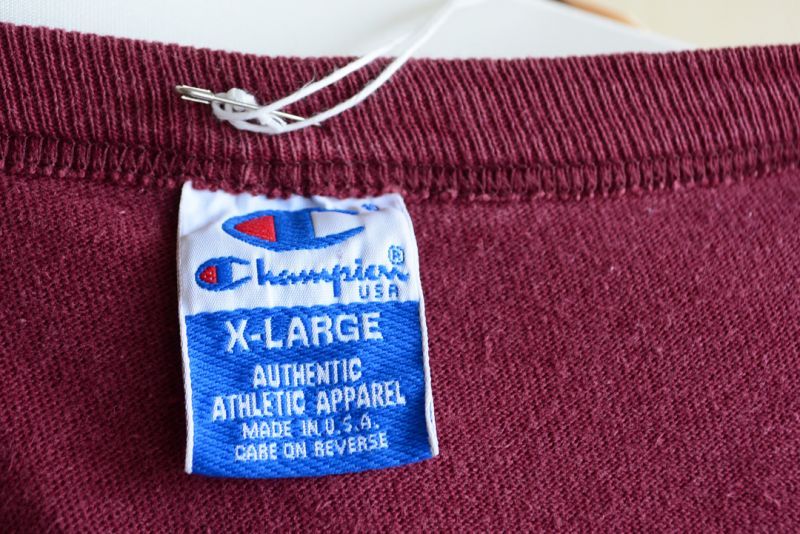 Champion®
USA
X-LARGE
AUTHENTIC
ATHLETIC APPAREL
MADE IN U.S.A.
CARE ON REVERSE